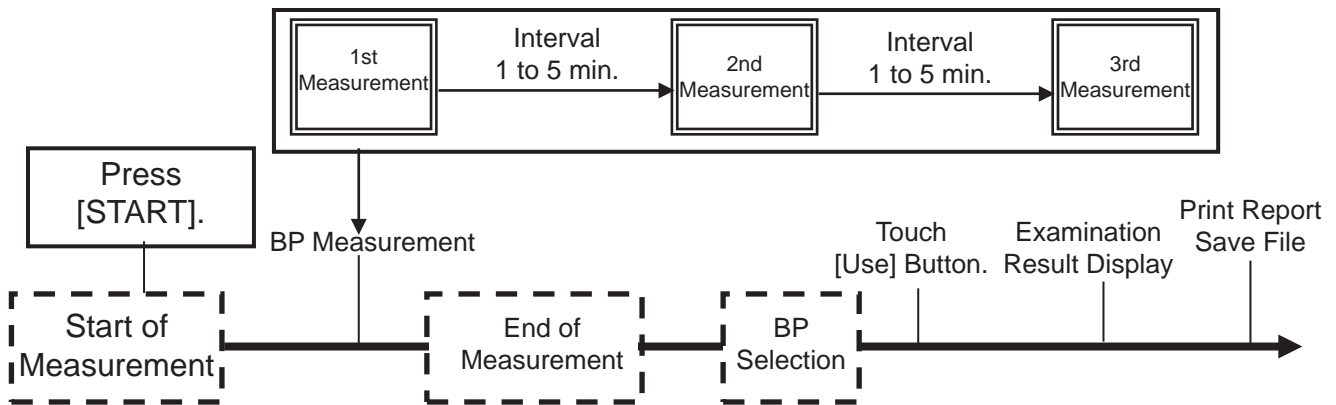 1st
Measurement
Interval
1 to 5 min.
2nd
Measurement
Interval
1 to 5 min.
3rd
Measurement
Press
[START].
BP Measurement
Touch
[Use] Button.
Examination
Result Display
Print Report
Save File
Start of
Measurement
End of
Measurement
BP
Selection